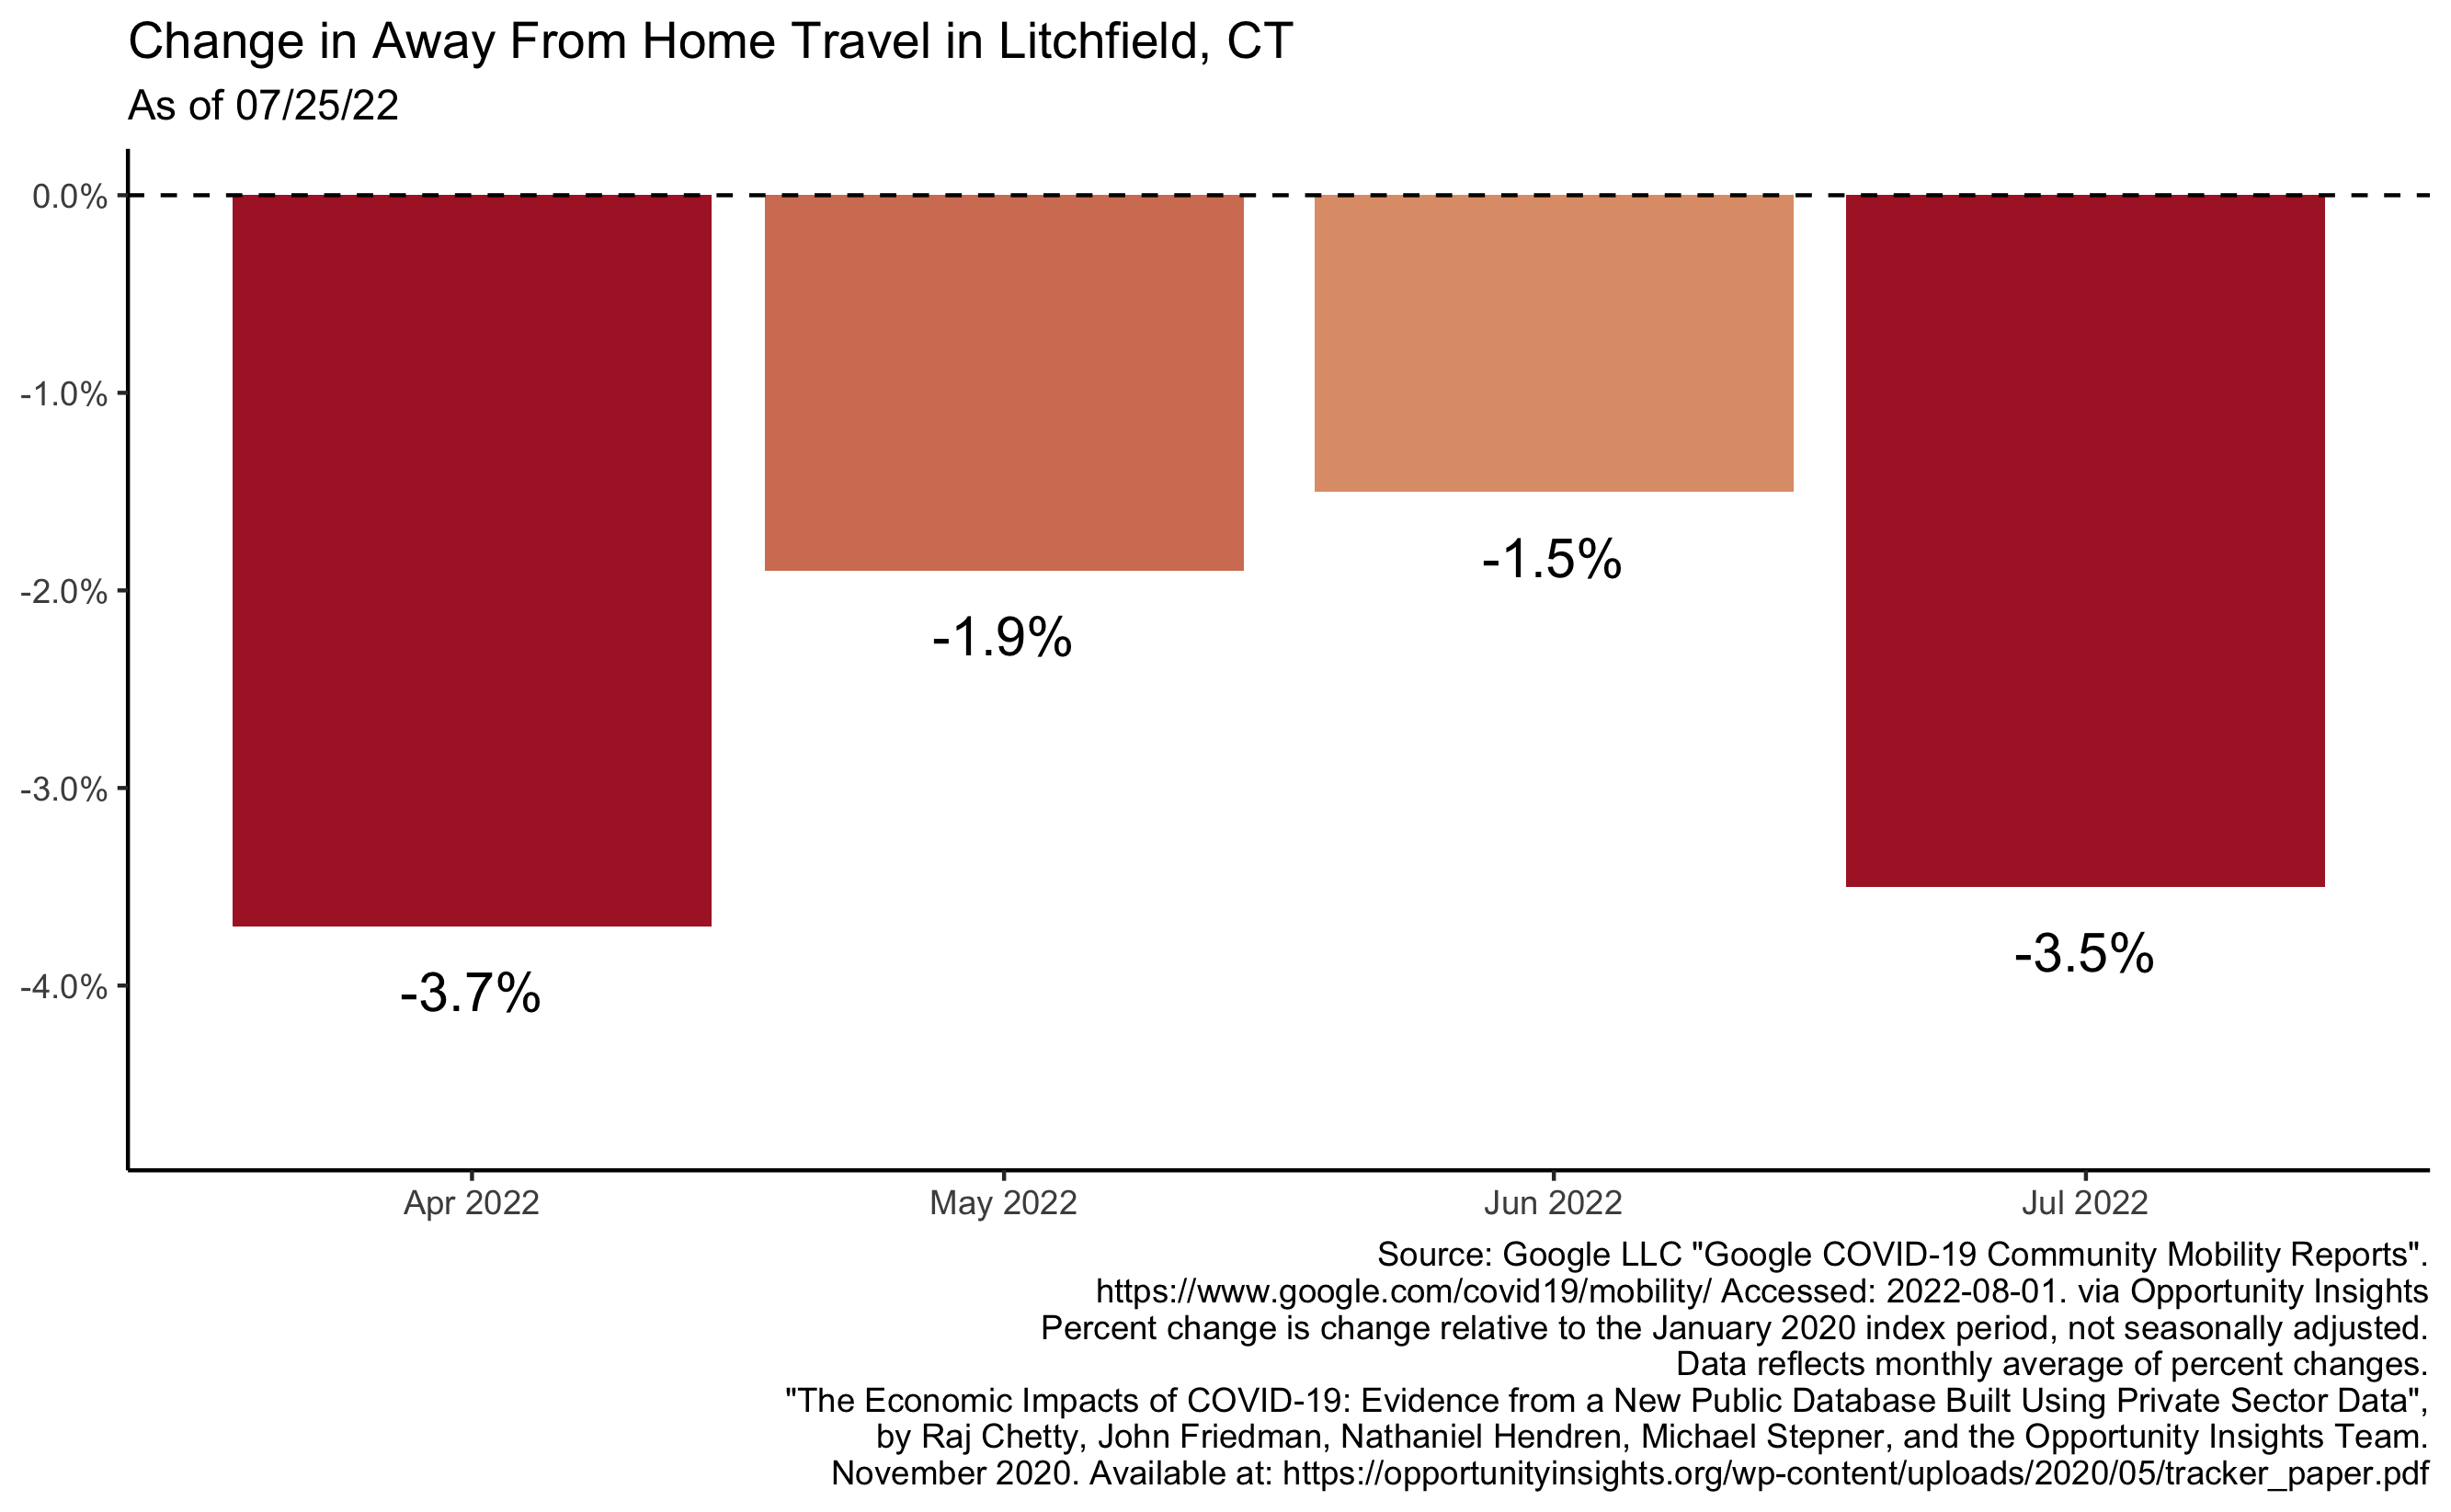 Change in Away From Home Travel in Litchfield, CT
As of 07/25/22
0.0%
-1.0%
-2.0%
-3.0%
-4.0%
-3.7%
-1.9%
-1.5%
-3.5%
Apr 2022
May 2022
Jun 2022
Jul 2022
Source: Google LLC "Google COVID-19 Community Mobility Reports".
https://www.google.com/covid19/mobility/ Accessed: 2022-08-01. via Opportunity Insights
Percent change is change relative to the January 2020 index period, not seasonally adjusted.
Data reflects monthly average of percent changes.
"The Economic Impacts of COVID-19: Evidence from a New Public Database Built Using Private Sector Data",
by Raj Chetty, John Friedman, Nathaniel Hendren, Michael Stepner, and the Opportunity Insights Team.
November 2020. Available at: https://opportunityinsights.org/wp-content/uploads/2020/05/tracker_paper.pdf